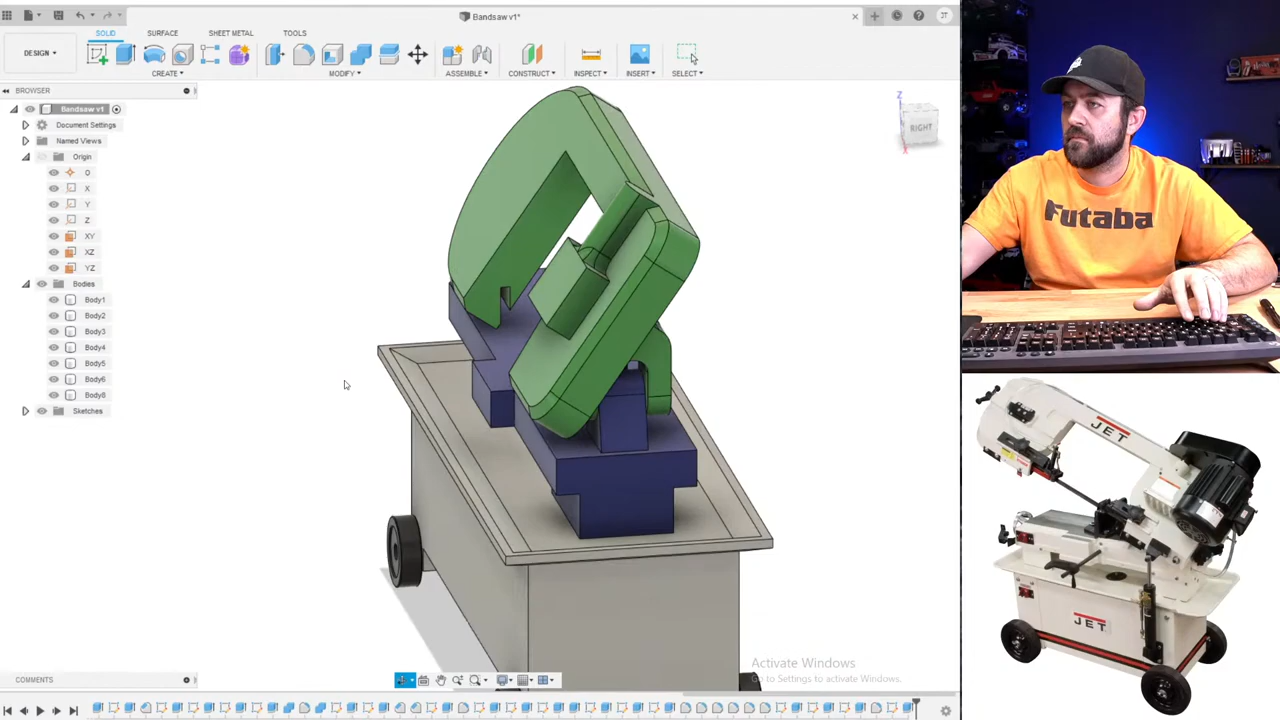 Bandsaw v1*
JT
DESIGN
SOLID
SURFACE
SHEET METAL
TOOLS
CREATE
MODIFY
ASSEMBLE
CONSTRUCT
INSPECT
INSERT
SELECT
BROWSER
Bandsaw v1
Document Settings
Named Views
Origin
O
X
Y
Z
XY
XZ
YZ
Bodies
Body1
Body2
Body3
Body4
Body5
Body6
Body8
Sketches
Z
RIGHT
X
Activate Windows
Go to Settings to activate Windows.
COMMENTS
Futaba
JET
JET